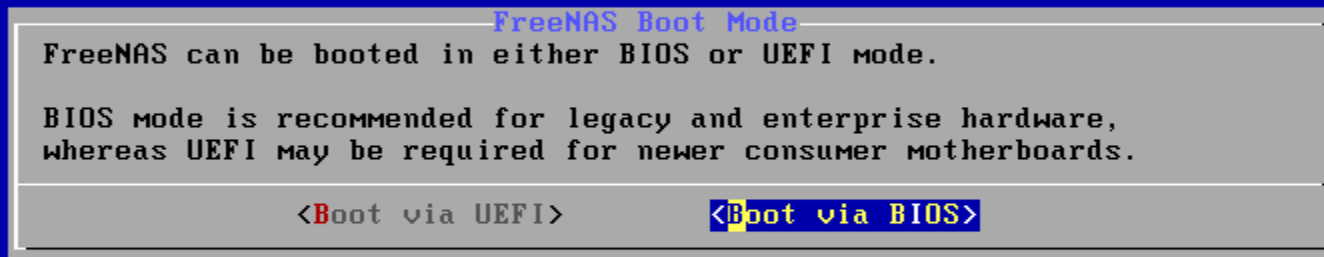 FreeNAS Boot Mode
FreeNAS can be booted in either BIOS or UEFI mode.
BIOS mode is recommended for legacy and enterprise hardware,
whereas UEFI may be required for newer consumer motherboards.
<Boot via UEFI> <Boot via BIOS>